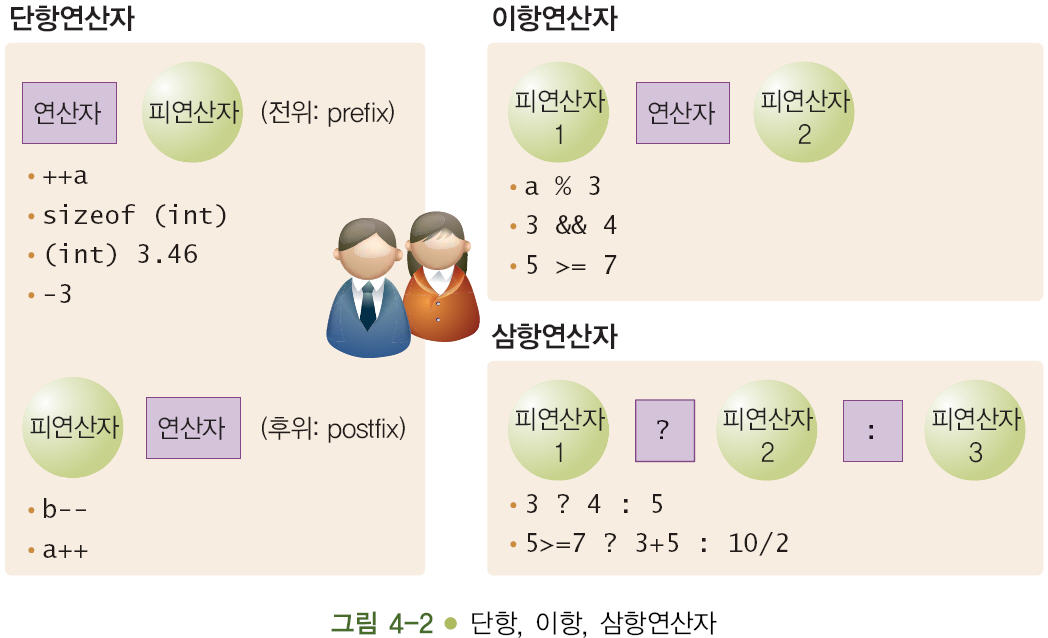 단항연산자
연산자 피연산자 (전위: prefix)
• ++a
• sizeof (int)
• (int) 3.46
• -3
피연산자 연산자 (후위: postfix)
• b--
• a++
이항연산자
피연산자 1 연산자 피연산자 2
• a % 3
• 3 && 4
• 5 >= 7
삼항연산자
피연산자 1 ? 피연산자 2 : 피연산자 3
• 3 ? 4 : 5
• 5>=7 ? 3+5 : 10/2
그림 4-2 ● 단항, 이항, 삼항연산자